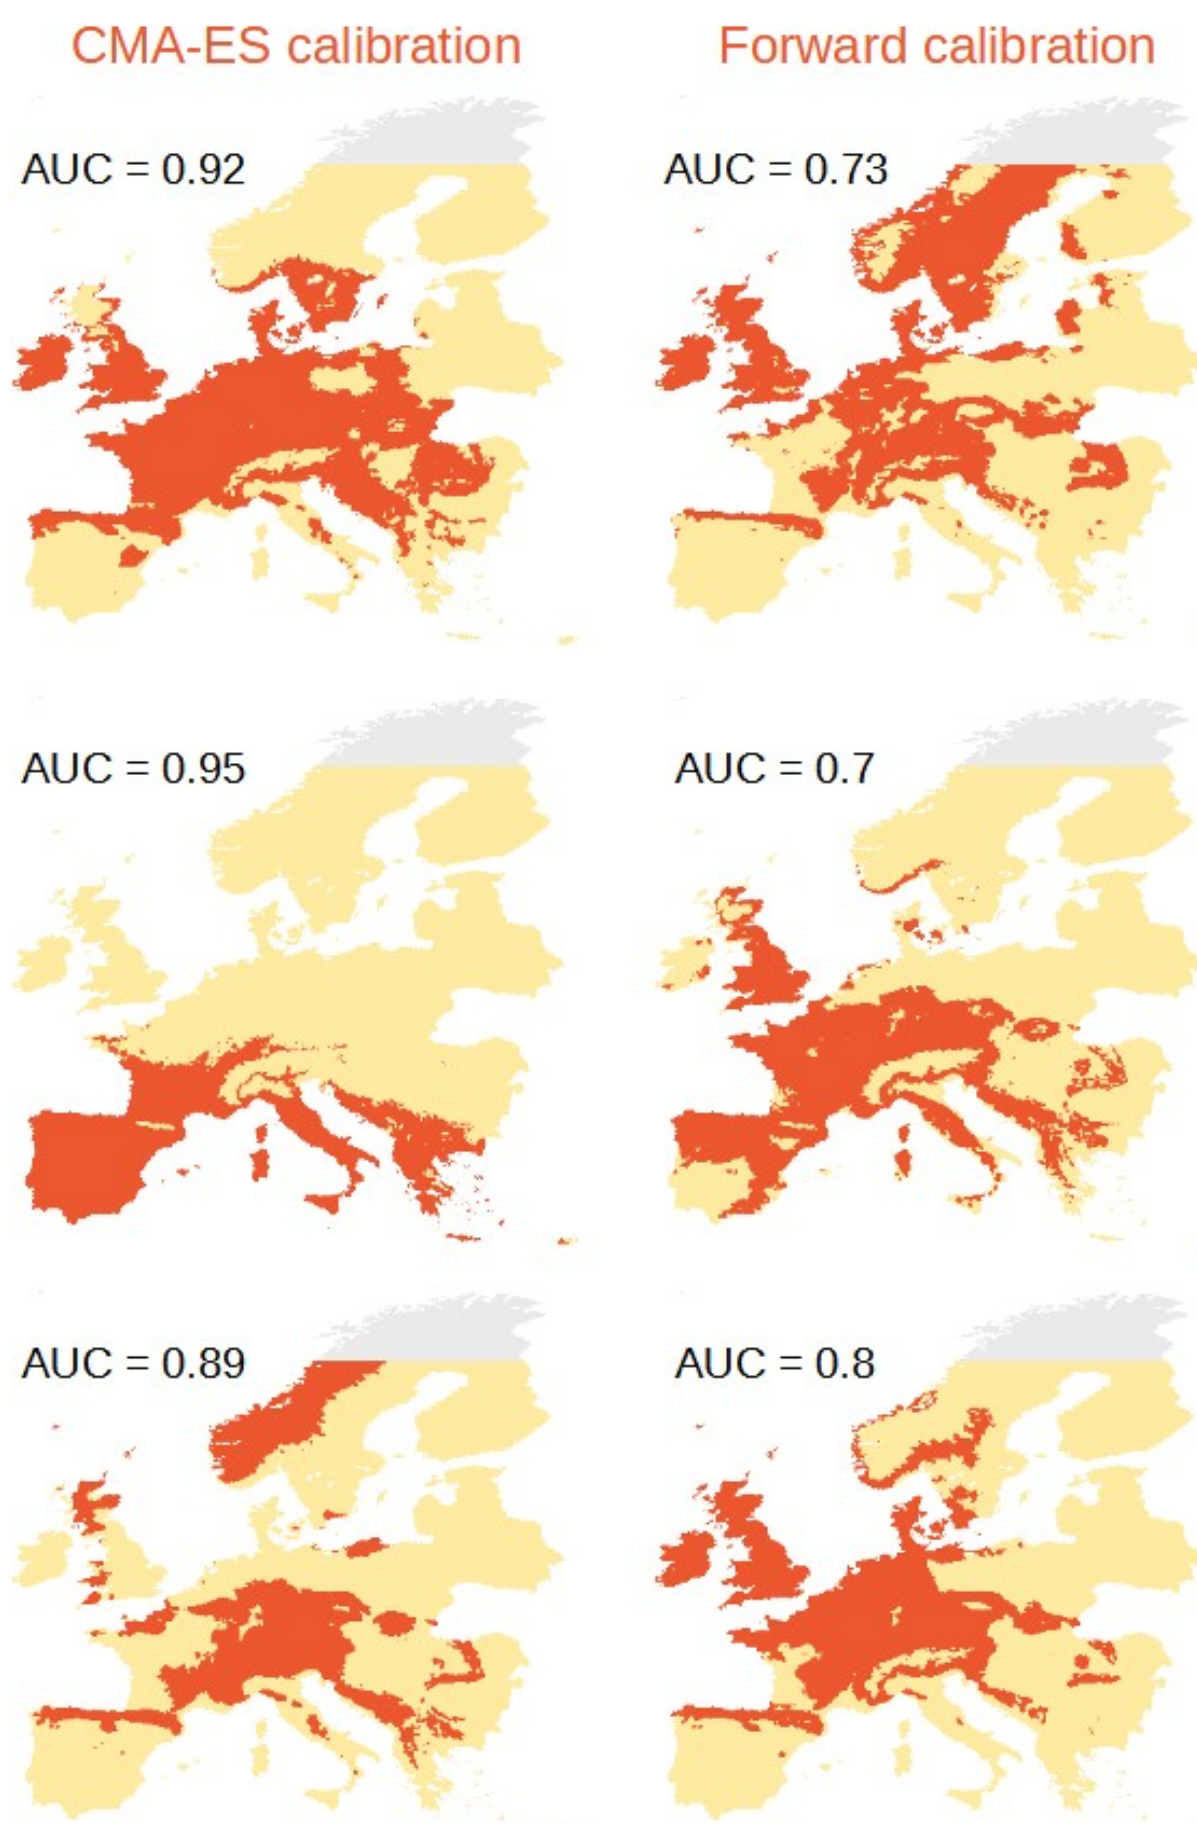 CMA-ES calibration
Forward calibration
AUC = 0.92
AUC = 0.73
AUC = 0.95
AUC = 0.7
AUC = 0.89
AUC = 0.8